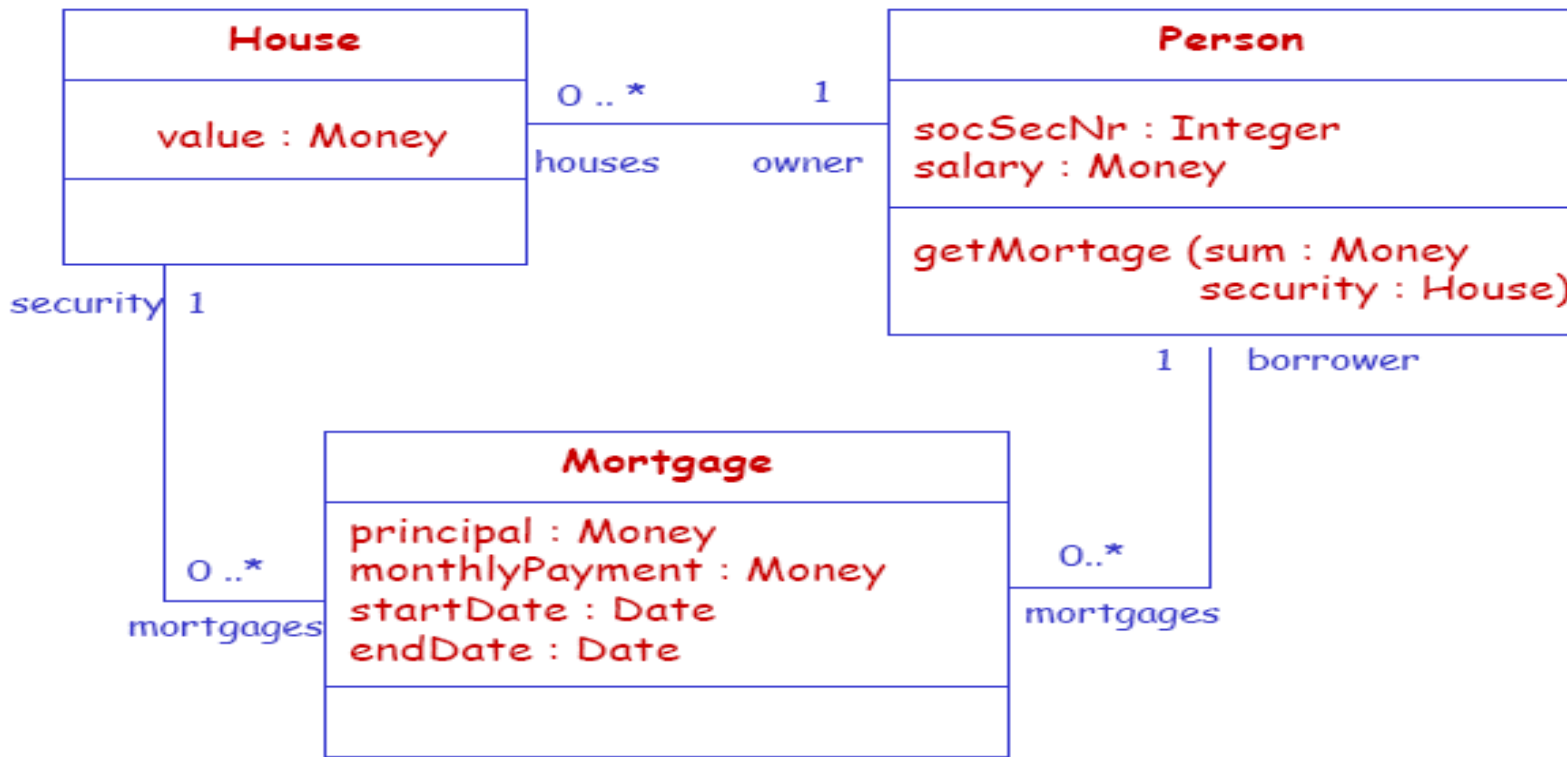 House
value : Money
0 .. *
1
houses
owner
Person
socSecNr : Integer
salary : Money
getMortage (sum : Money
security : House)
security
1
1
borrower
Mortgage
principal : Money
monthlyPayment : Money
startDate : Date
endDate : Date
0 ..*
mortgages
0..*
mortgages